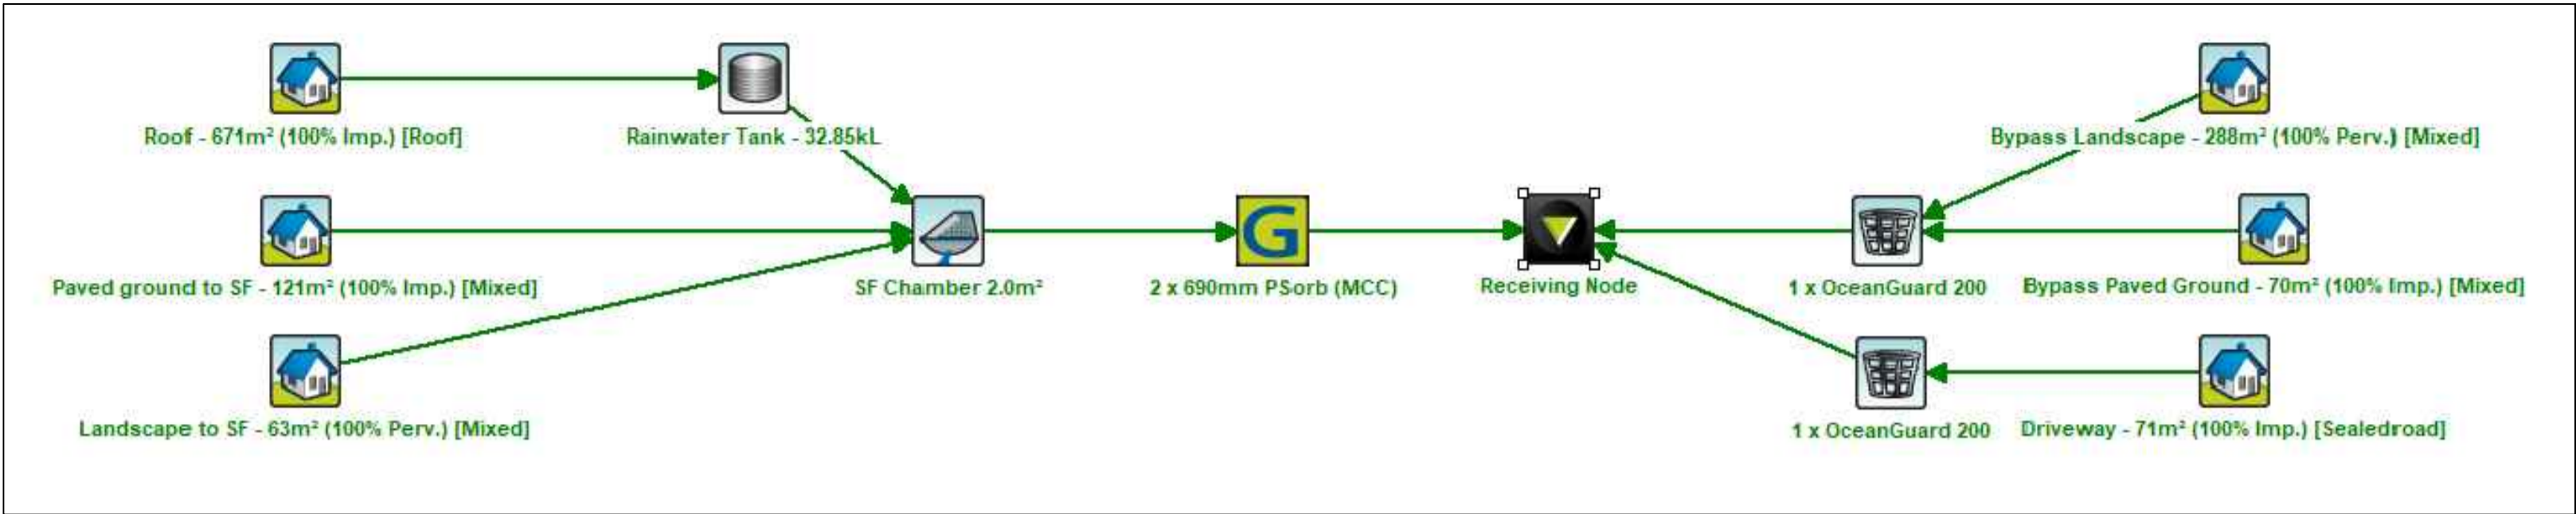 Roof - 671m² (100% Imp.) [Roof]
Rainwater Tank - 32.85kL
Bypass Landscape - 288m² (100% Perv.) [Mixed]
G
Paved ground to SF - 121m² (100% Imp.) [Mixed]
SF Chamber 2.0m²
2 x 690mm PSorb (MCC)
Receiving Node
1 x OceanGuard 200
Bypass Paved Ground - 70m² (100% Imp.) [Mixed]
Landscape to SF - 63m² (100% Perv.) [Mixed]
1 x OceanGuard 200
Driveway - 71m² (100% Imp.) [Sealedroad]